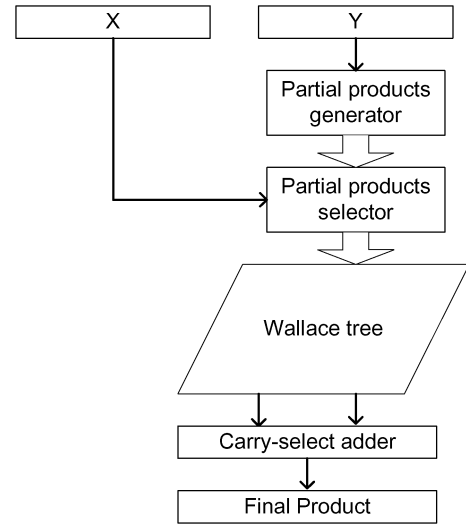 X
Y
Partial products
generator
Partial products
selector
Wallace tree
Carry-select adder
Final Product